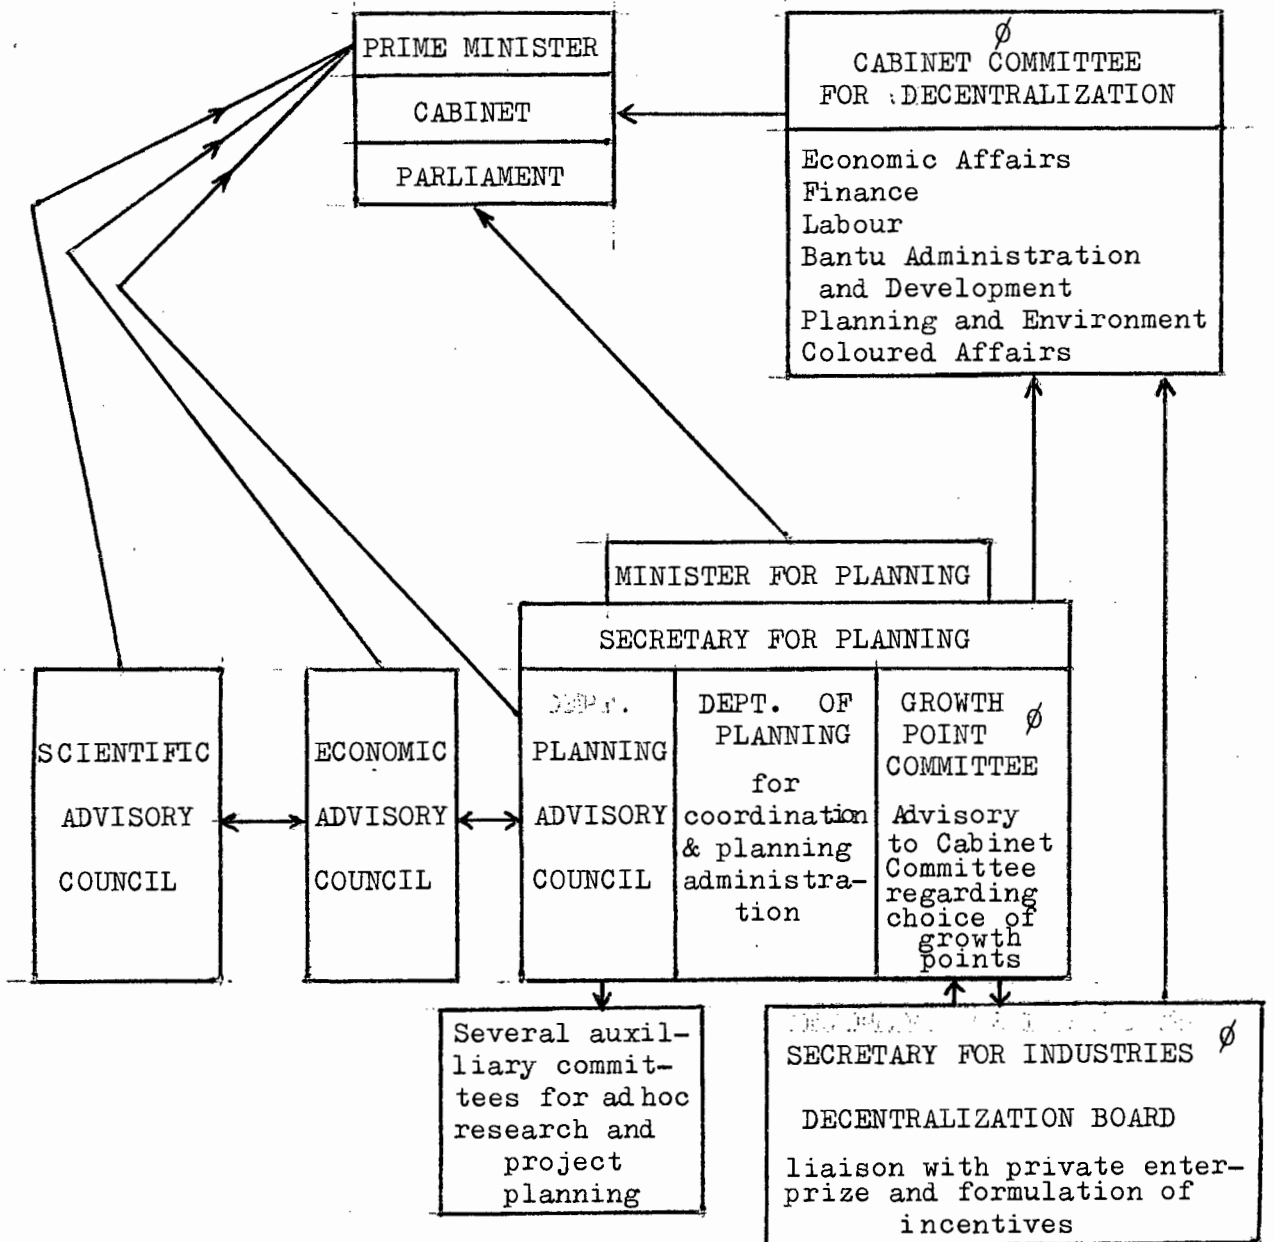 PRIME MINISTER
CABINET
PARLIAMENT
Ø
CABINET COMMITTEE
FOR DECENTRALIZATION
Economic Affairs
Finance
Labour
Bantu Administration
and Development
Planning and Environment
Coloured Affairs
MINISTER FOR PLANNING
SECRETARY FOR PLANNING
SCIENTIFIC
ADVISORY
COUNCIL
ECONOMIC
ADVISORY
COUNCIL
PLANNING
ADVISORY
COUNCIL
DEPT. OF
PLANNING
for
coordination
& planning
administra-
tion
GROWTH
POINT Ø
COMMITTEE
Advisory
to Cabinet
Committee
regarding
choice of
growth
points
Several auxil-
liary commit-
tees for ad hoc
research and
project
planning
SECRETARY FOR INDUSTRIES Ø
DECENTRALIZATION BOARD
liaison with private enter-
prize and formulation of
incentives